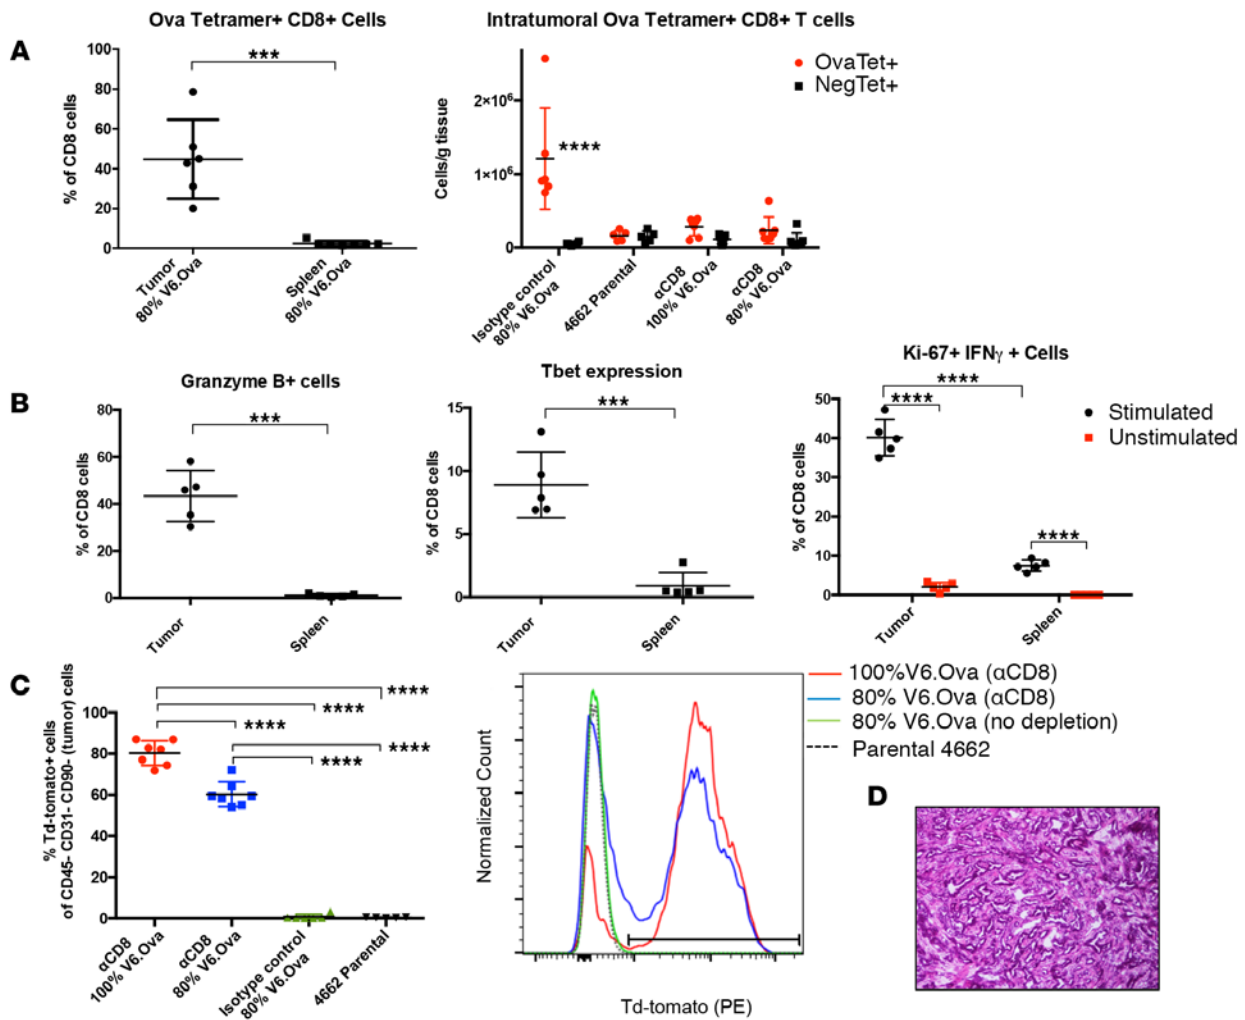 A
Ova Tetramer+ CD8+ Cells
% of CD8 cells
100
80
60
40
20
0
***
Tumor
80% V6.Ova
Spleen
80% V6.Ova
Intratumoral Ova Tetramer+ CD8+ T cells
Cells/g tissue
2×10⁶
1×10⁶
0
****
OvaTet+
NegTet+
Isotype control
80% V6.Ova
4662 Parental
αCD8
100% V6.Ova
αCD8
80% V6.Ova
B
Granzyme B+ cells
% of CD8 cells
80
60
40
20
0
***
Tumor
Spleen
Tbet expression
% of CD8 cells
15
10
5
0
***
Tumor
Spleen
Ki-67+ IFNγ + Cells
% of CD8 cells
50
40
30
20
10
0
****
****
****
Stimulated
Unstimulated
Tumor
Spleen
C
% Td-tomato+ cells
of CD45- CD31- CD90- (tumor) cells
100
80
60
40
20
0
****
****
****
****
****
αCD8
100% V6.Ova
αCD8
80% V6.Ova
Isotype control
80% V6.Ova
4662 Parental
Normalized Count
Td-tomato (PE)
100%V6.Ova (αCD8)
80% V6.Ova (αCD8)
80% V6.Ova (no depletion)
Parental 4662
D